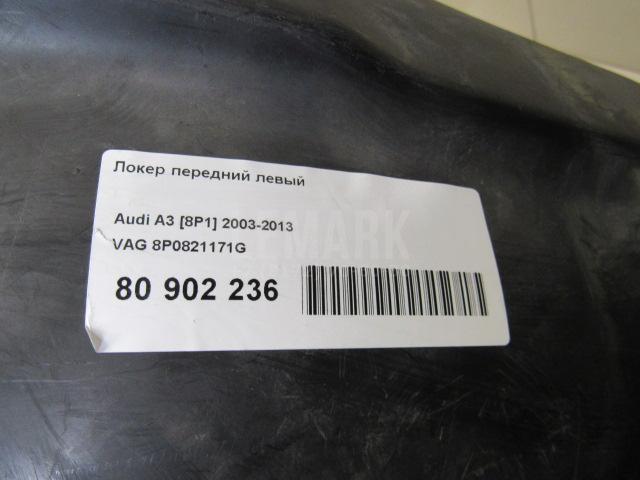 Локер передний левый
Audi A3 [8P1] 2003-2013
VAG 8P0821171G
80 902 236